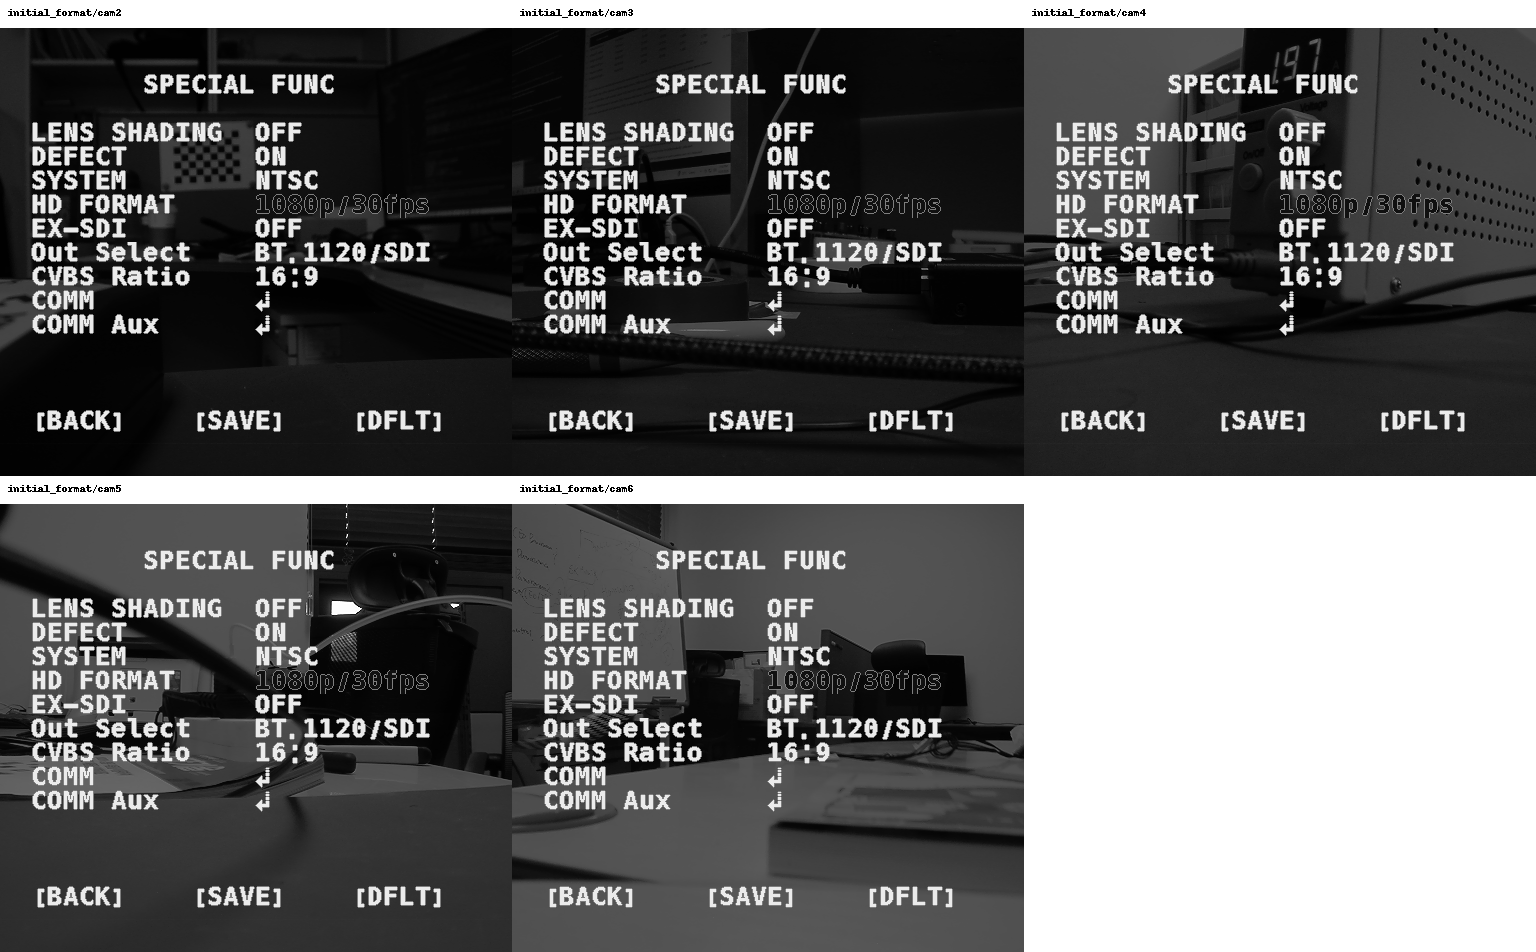 initial_format/cam2
SPECIAL FUNC
LENS SHADING OFF
DEFECT ON
SYSTEM NTSC
HD FORMAT 1080p/30fps
EX-SDI OFF
Out Select BT.1120/SDI
CVBS Ratio 16:9
COMM ↲
COMM Aux ↲
[BACK] [SAVE] [DFLT]
initial_format/cam3
SPECIAL FUNC
LENS SHADING OFF
DEFECT ON
SYSTEM NTSC
HD FORMAT 1080p/30fps
EX-SDI OFF
Out Select BT.1120/SDI
CVBS Ratio 16:9
COMM ↲
COMM Aux ↲
[BACK] [SAVE] [DFLT]
initial_format/cam4
197
SPECIAL FUNC
LENS SHADING OFF
DEFECT ON
SYSTEM NTSC
HD FORMAT 1080p/30fps
EX-SDI OFF
Out Select BT.1120/SDI
CVBS Ratio 16:9
COMM ↲
COMM Aux ↲
[BACK] [SAVE] [DFLT]
initial_format/cam5
SPECIAL FUNC
LENS SHADING OFF
DEFECT ON
SYSTEM NTSC
HD FORMAT 1080p/30fps
EX-SDI OFF
Out Select BT.1120/SDI
CVBS Ratio 16:9
COMM ↲
COMM Aux ↲
[BACK] [SAVE] [DFLT]
initial_format/cam6
SPECIAL FUNC
LENS SHADING OFF
DEFECT ON
SYSTEM NTSC
HD FORMAT 1080p/30fps
EX-SDI OFF
Out Select BT.1120/SDI
CVBS Ratio 16:9
COMM ↲
COMM Aux ↲
[BACK] [SAVE] [DFLT]